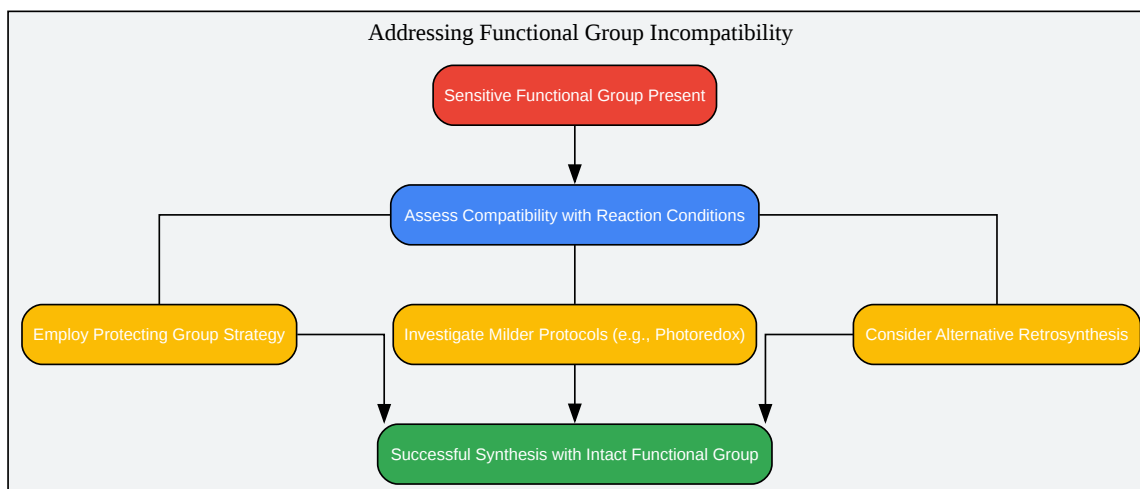 Addressing Functional Group Incompatibility
Sensitive Functional Group Present
Assess Compatibility with Reaction Conditions
Employ Protecting Group Strategy
Investigate Milder Protocols (e.g., Photoredox)
Consider Alternative Retrosynthesis
Successful Synthesis with Intact Functional Group